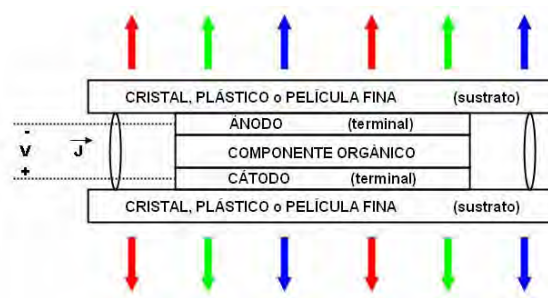 CRISTAL, PLÁSTICO o PELÍCULA FINA (sustrato)
- ÁNODO (terminal)
V J COMPONENTE ORGÁNICO
+ CÁTODO (terminal)
CRISTAL, PLÁSTICO o PELÍCULA FINA (sustrato)